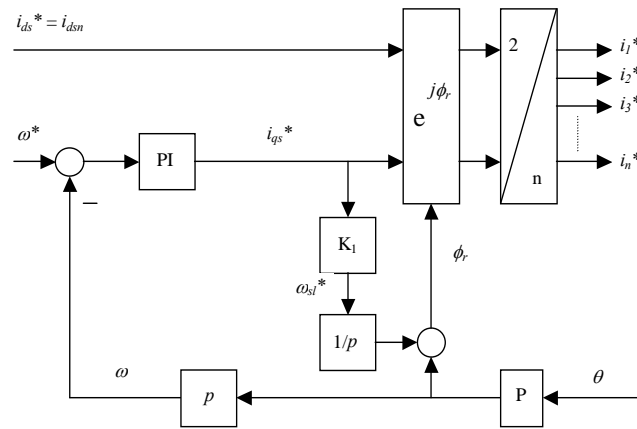 i_ds* = i_dsn
ω*
PI
i_qs*
e^jϕ_r
2
n
i_1*
i_2*
i_3*
i_n*
−
K_1
ϕ_r
ω_sl*
1/p
ω
p
P
θ